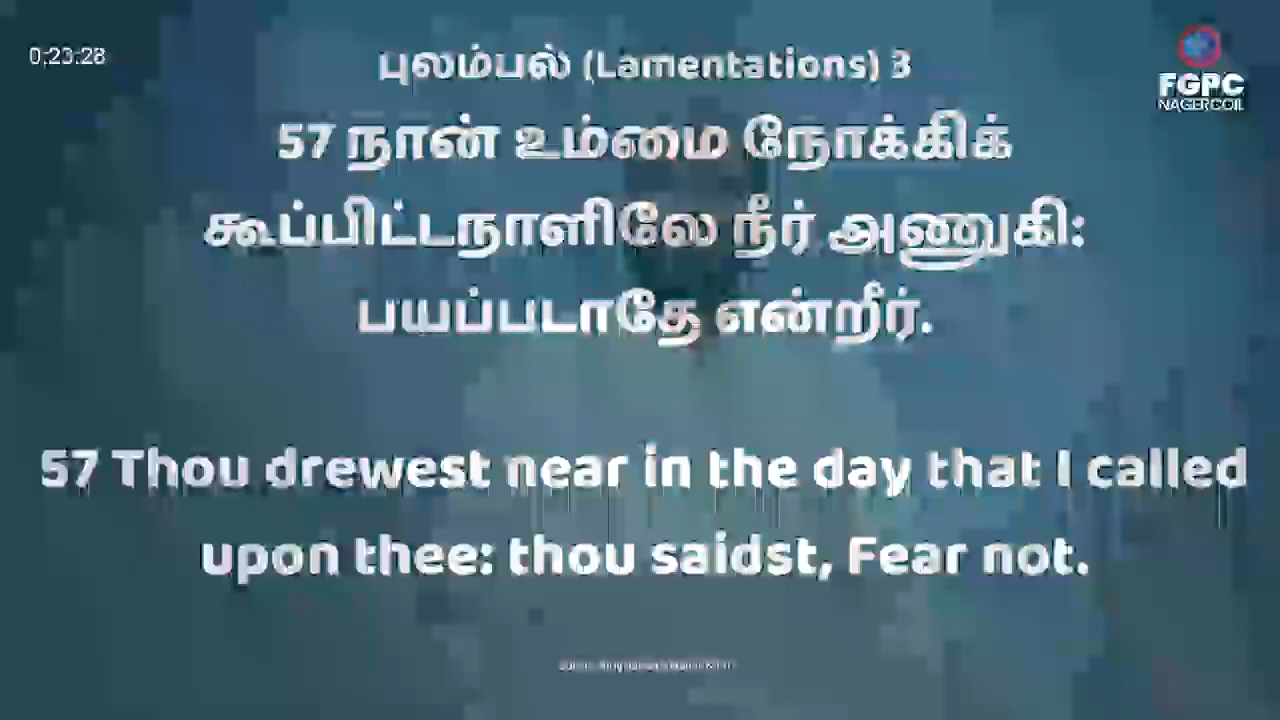 0:23:28
புலம்பல் (Lamentations) 3
FGPC
NAGERCOIL
57 நான் உம்மை நோக்கிக்
கூப்பிட்டநாளிலே நீர் அணுகி:
பயப்படாதே என்றீர்.
57 Thou drewest near in the day that I called
upon thee: thou saidst, Fear not.